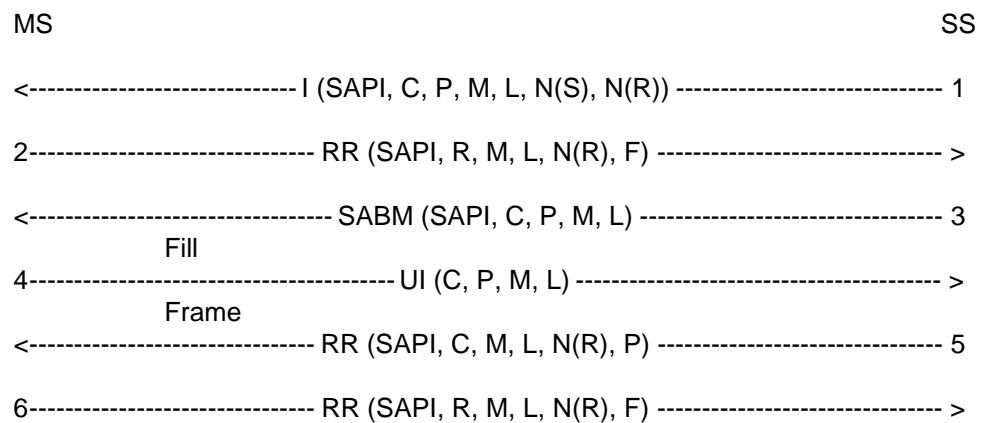 MS SS
<------------------------------ I (SAPI, C, P, M, L, N(S), N(R)) ------------------------------ 1
2-------------------------------- RR (SAPI, R, M, L, N(R), F) -------------------------------- >
<---------------------------------- SABM (SAPI, C, P, M, L) ---------------------------------- 3
Fill
4----------------------------------------- UI (C, P, M, L) ----------------------------------------- >
Frame
<-------------------------------- RR (SAPI, C, M, L, N(R), P) -------------------------------- 5
6-------------------------------- RR (SAPI, R, M, L, N(R), F) -------------------------------- >